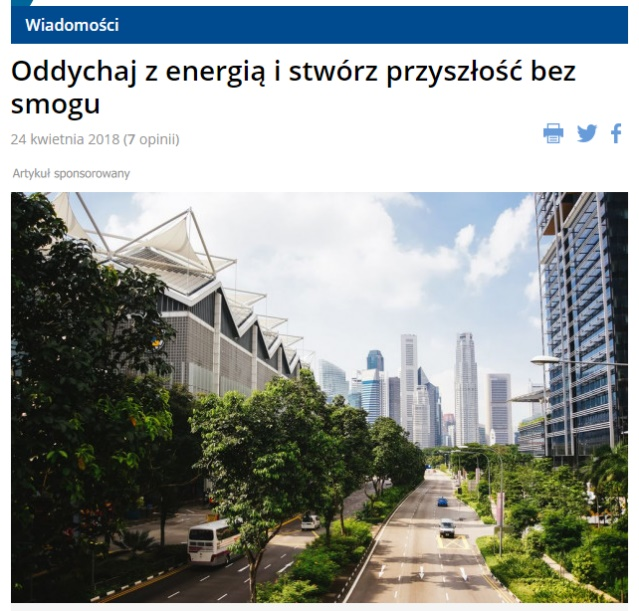 Wiadomości
Oddychaj z energią i stwórz przyszłość bez
smogu
24 kwietnia 2018 (7 opinii)
Artykuł sponsorowany